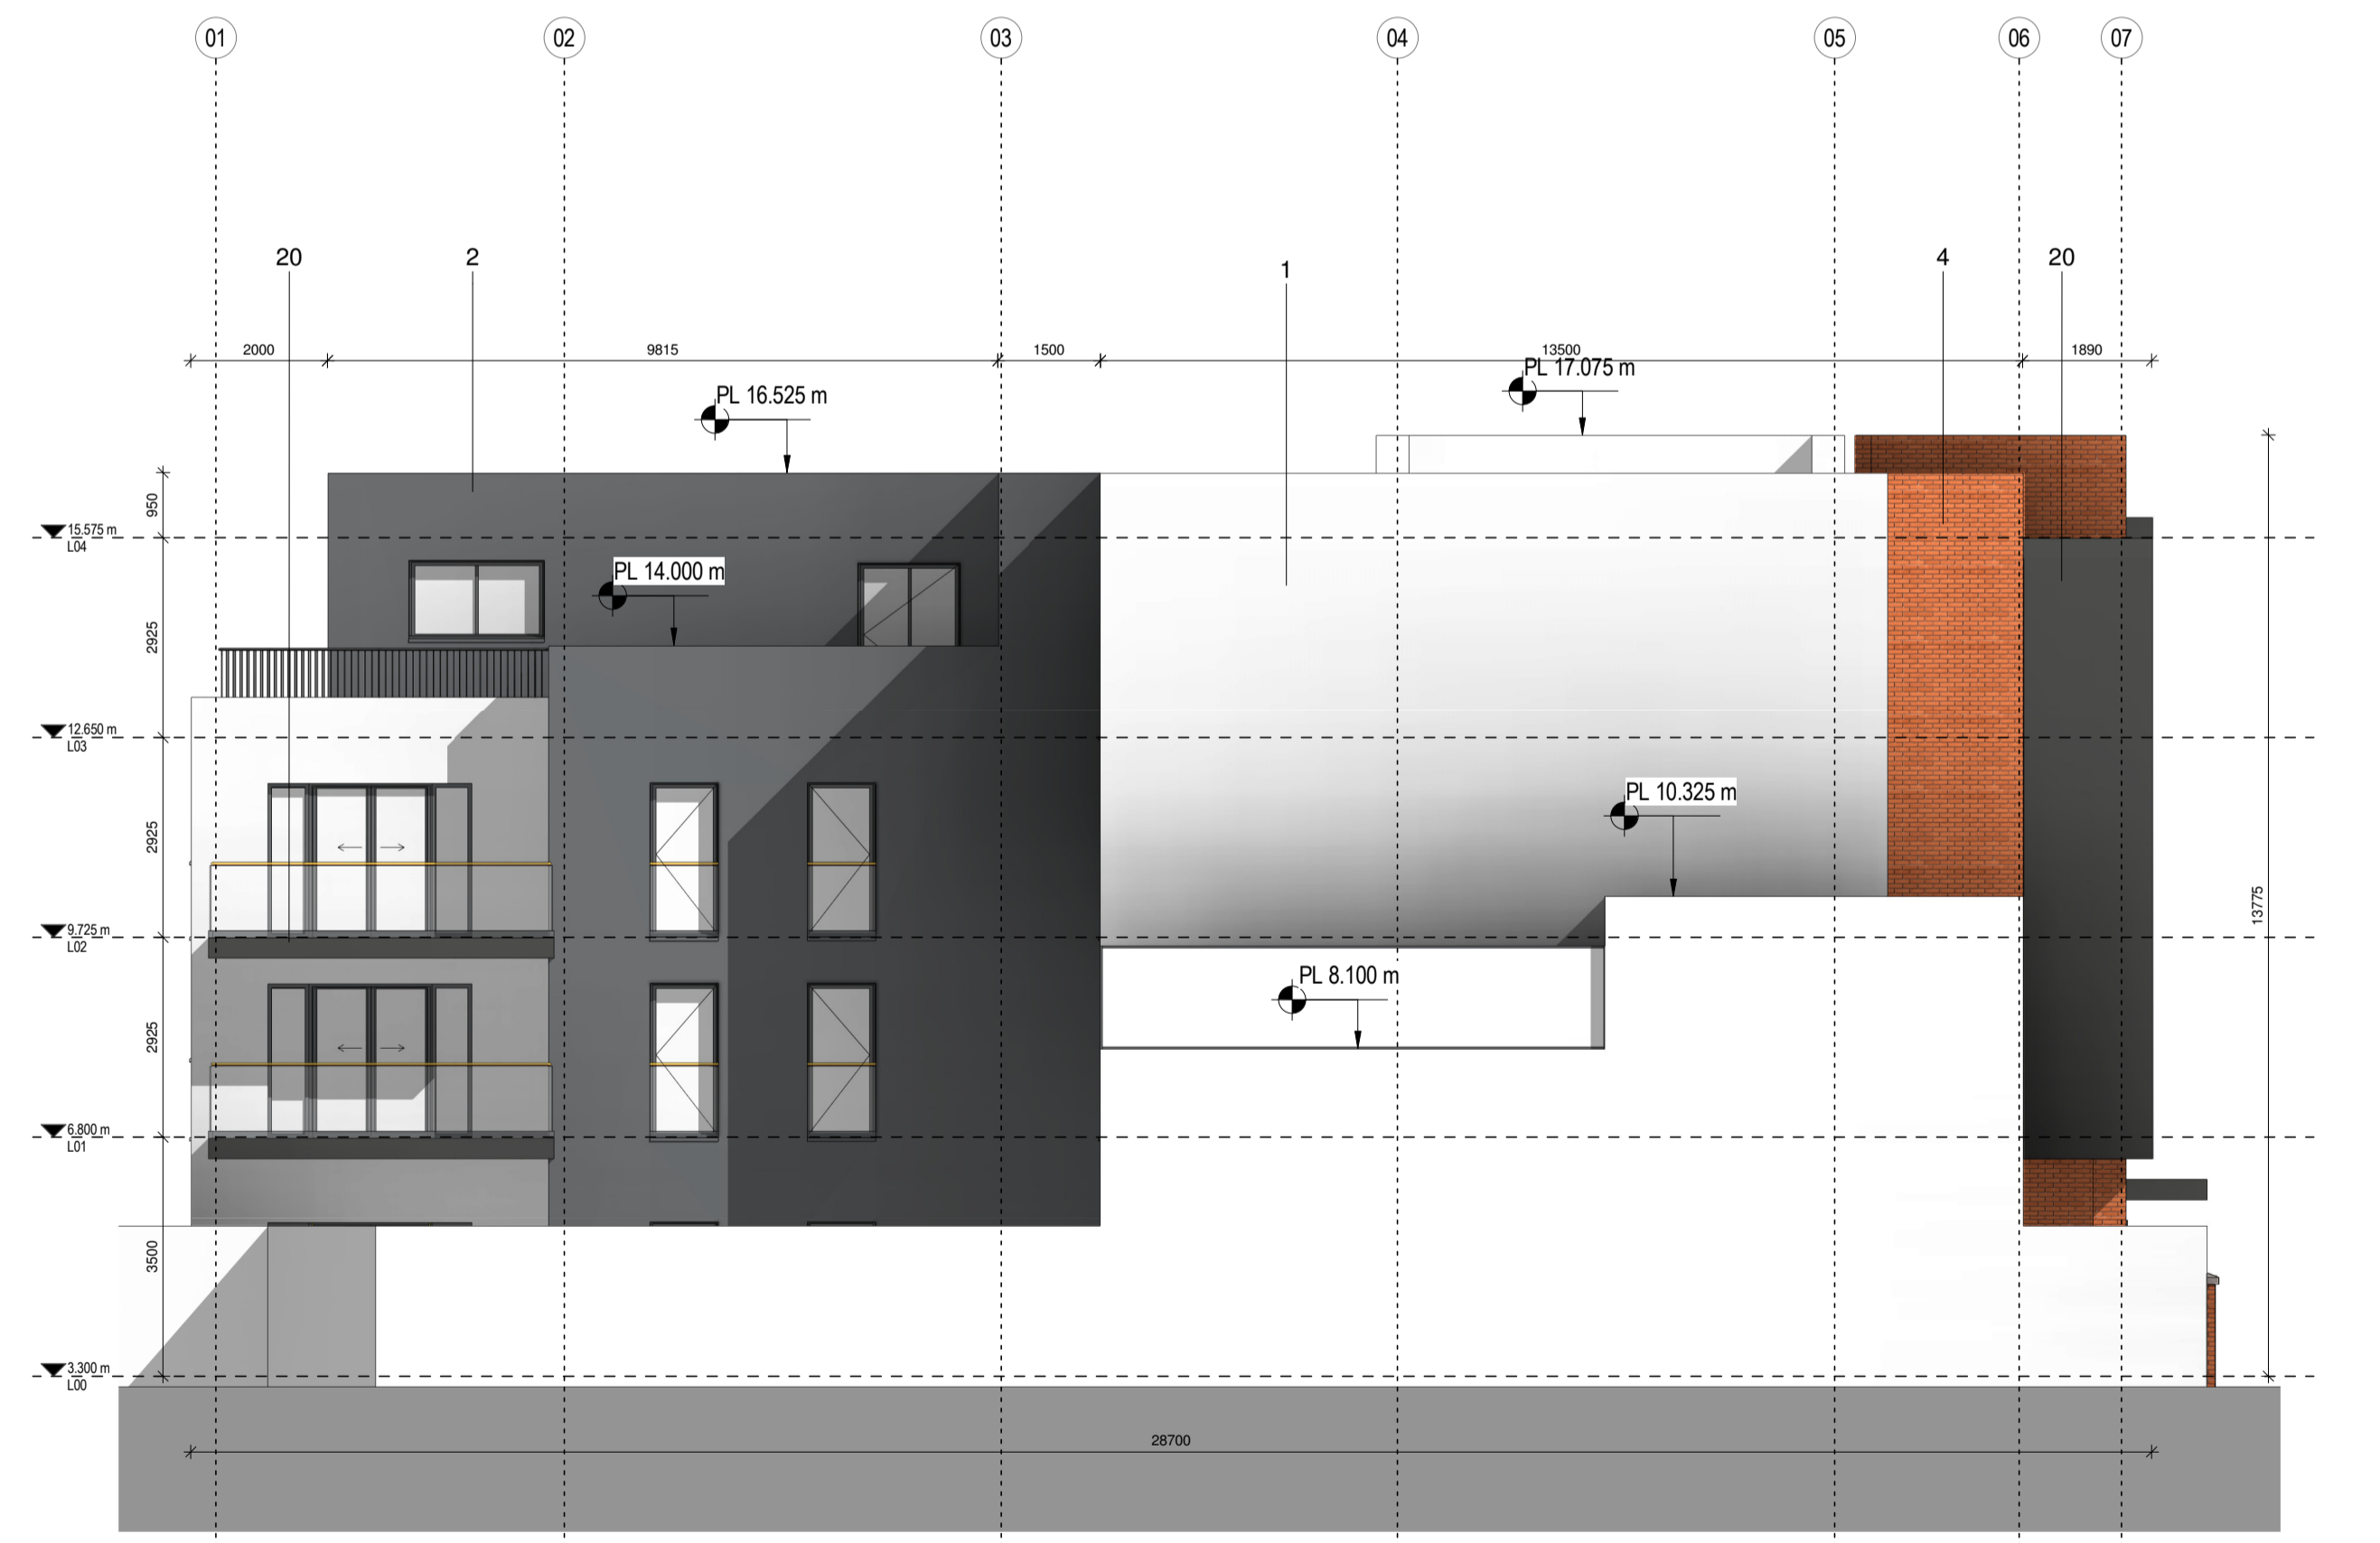 01 02 03 04 05 06 07
20 2 1 4 20
2000 9815 1500 13500 1890
PL 17.075 m
PL 16.525 m
950
15.575 m
L04
PL 14.000 m
2925
12.650 m
L03
PL 10.325 m
2925
13775
9.725 m
L02
PL 8.100 m
2925
6.800 m
L01
3500
3.300 m
L00
28700